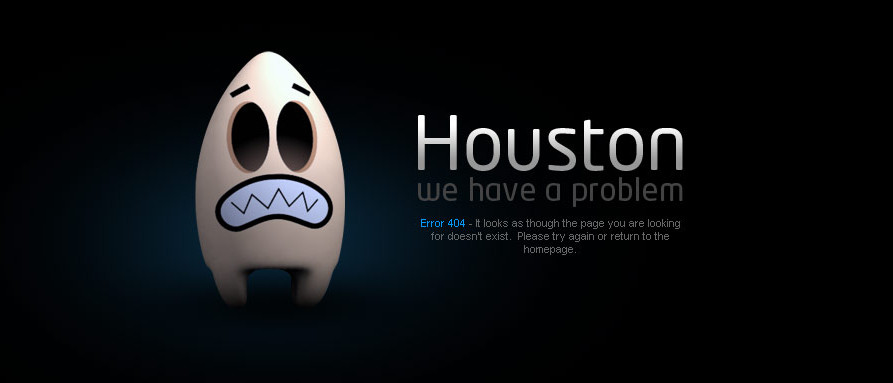 Houston
we have a problem
Error 404 - It looks as though the page you are looking
for doesn't exist.  Please try again or return to the
homepage.